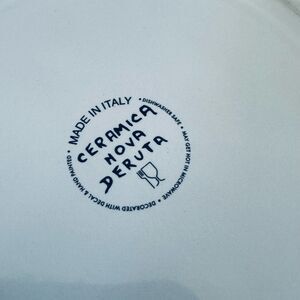 MADE IN ITALY
• DISHWASHER SAFE • MAY GET HOT IN MICROWAVE •
DECORATED WITH DECAL & HAND PAINTED
CERAMICA
NOVA
DERUTA